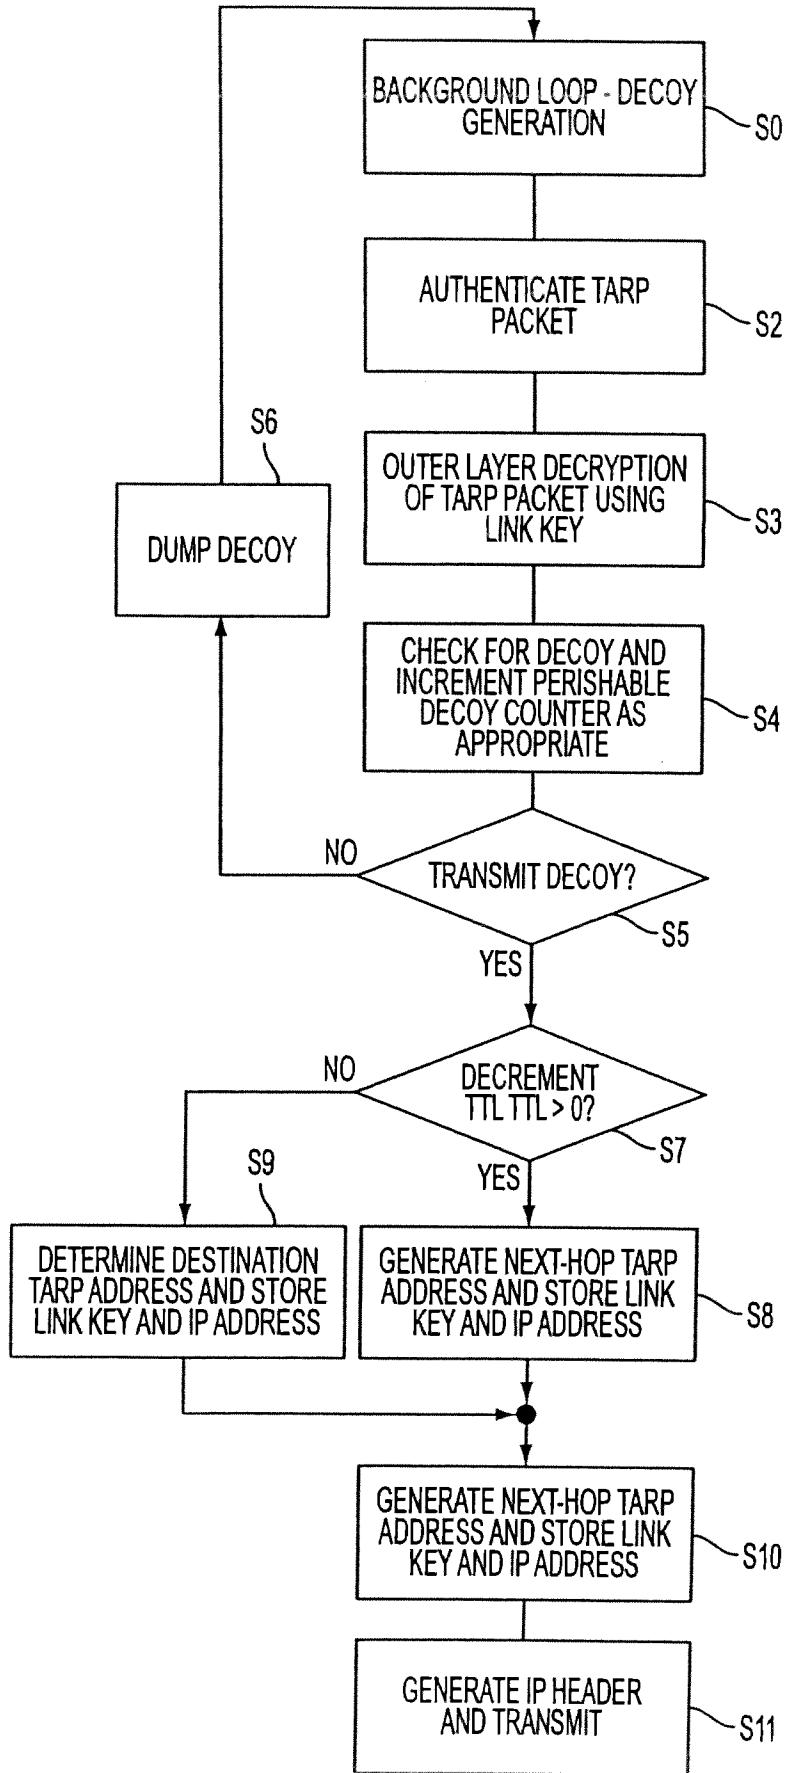 BACKGROUND LOOP - DECOY
GENERATION
S0
AUTHENTICATE TARP
PACKET
S2
S6
OUTER LAYER DECRYPTION
OF TARP PACKET USING
LINK KEY
S3
DUMP DECOY
CHECK FOR DECOY AND
INCREMENT PERISHABLE
DECOY COUNTER AS
APPROPRIATE
S4
NO
TRANSMIT DECOY?
S5
YES
NO
DECREMENT
TTL TTL > 0?
S7
YES
S9
DETERMINE DESTINATION
TARP ADDRESS AND STORE
LINK KEY AND IP ADDRESS
GENERATE NEXT-HOP TARP
ADDRESS AND STORE LINK
KEY AND IP ADDRESS
S8
GENERATE NEXT-HOP TARP
ADDRESS AND STORE LINK
KEY AND IP ADDRESS
S10
GENERATE IP HEADER
AND TRANSMIT
S11